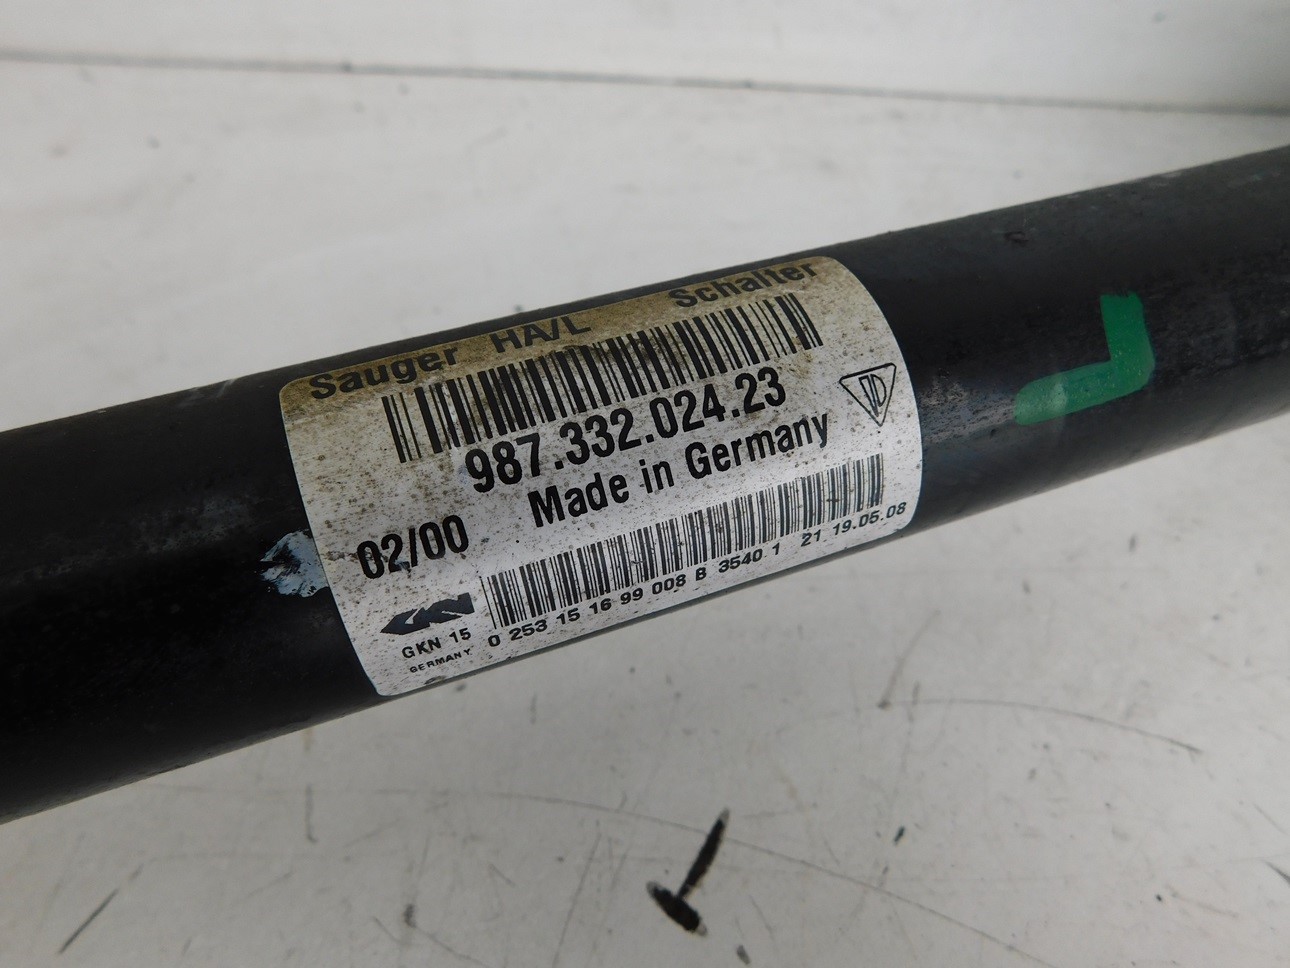 Sauger HA/L Schalter
987.332.024.23
Made in Germany
02/00
GKN
GKN 15
GERMANY
0 253 15 16 99 008 B 3540 1 21 19.05.08
L